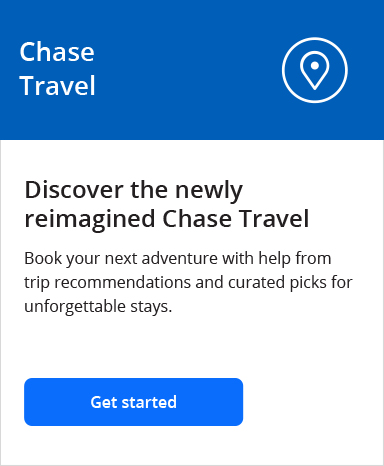 Chase
Travel
Discover the newly
reimagined Chase Travel
Book your next adventure with help from
trip recommendations and curated picks for
unforgettable stays.
Get started